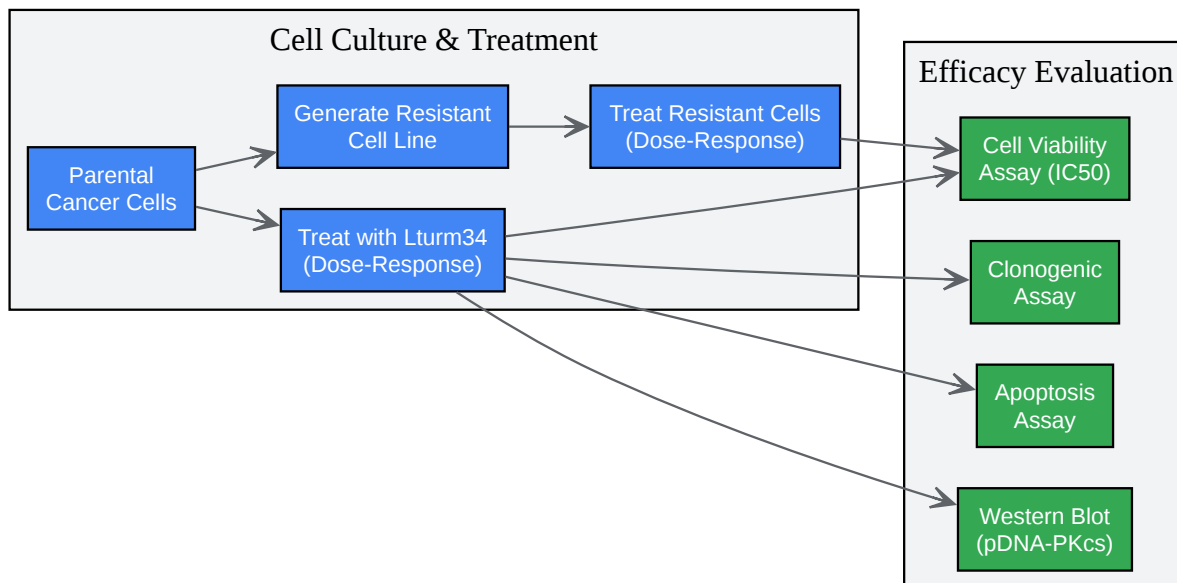 Cell Culture & Treatment
Generate Resistant
Cell Line
Treat Resistant Cells
(Dose-Response)
Parental
Cancer Cells
Treat with Lturm34
(Dose-Response)
Efficacy Evaluation
Cell Viability
Assay (IC50)
Clonogenic
Assay
Apoptosis
Assay
Western Blot
(pDNA-PKcs)